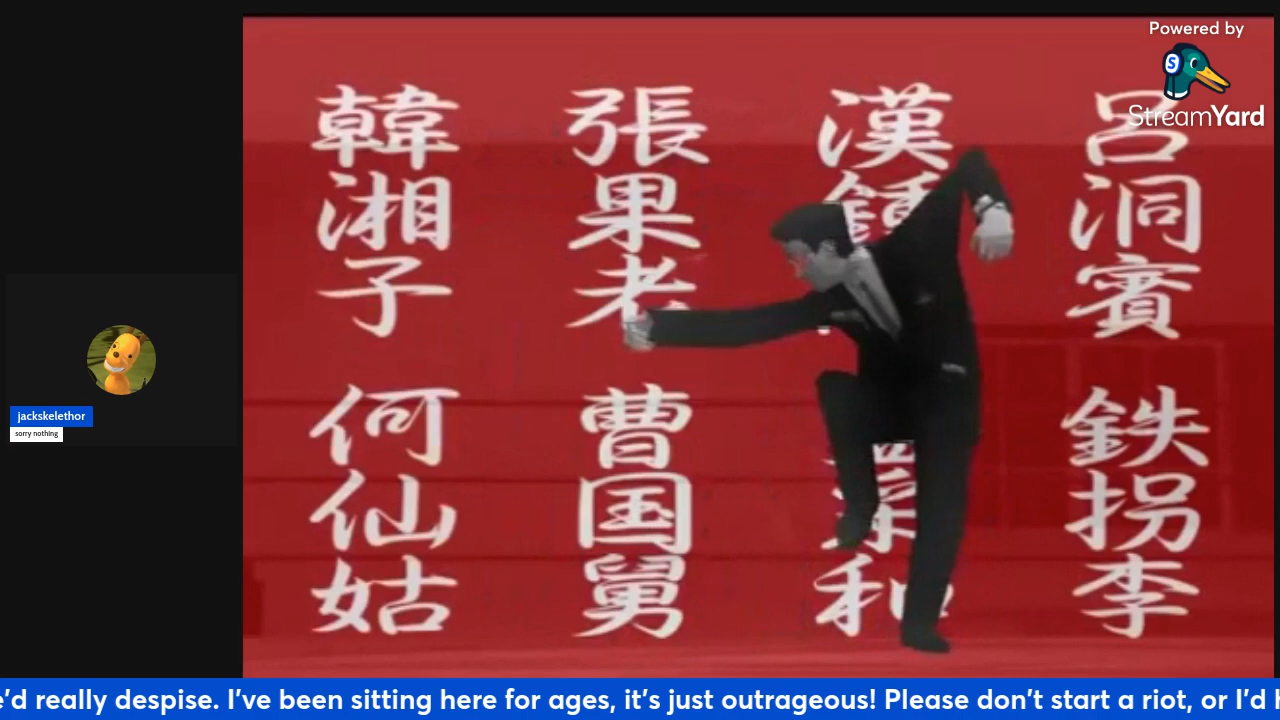 Powered by
StreamYard
呂洞賓
漢鍾
張果老
韓湘子
鉄拐李
和
曹国舅
何仙姑
jackskelethor
sorry nothing
e'd really despise. I've been sitting here for ages, it's just outrageous! Please don't start a riot, or I'd b